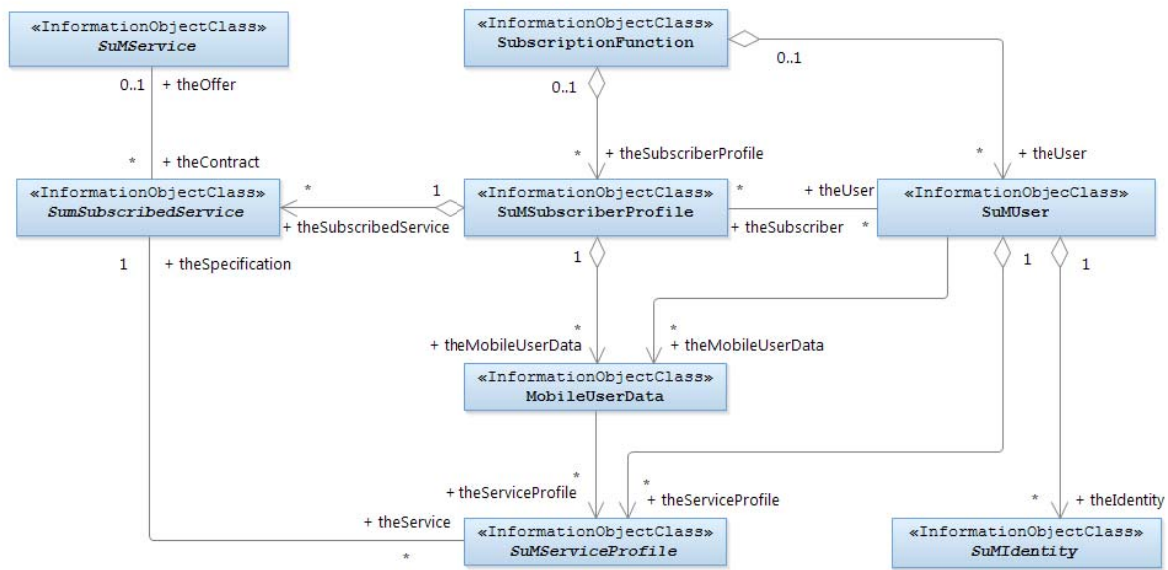 «InformationObjectClass»
SuMService
«InformationObjectClass»
SubscriptionFunction
0..1
+ theOffer
0..1
0..1
*
+ theContract
*
+ theSubscriberProfile
*
+ theUser
«InformationObjectClass»
SumSubscribedService
*
1
«InformationObjectClass»
SuMSubscriberProfile
*
+ theUser
«InformationObjecClass»
SuMUser
+ theSubscribedService
+ theSubscriber
*
1
+ theSpecification
1
1
1
*
+ theMobileUserData
*
+ theMobileUserData
«InformationObjectClass»
MobileUserData
*
+ theServiceProfile
*
+ theServiceProfile
*
+ theIdentity
+ theService
*
«InformationObjectClass»
SuMServiceProfile
«InformationObjectClass»
SuMIdentity